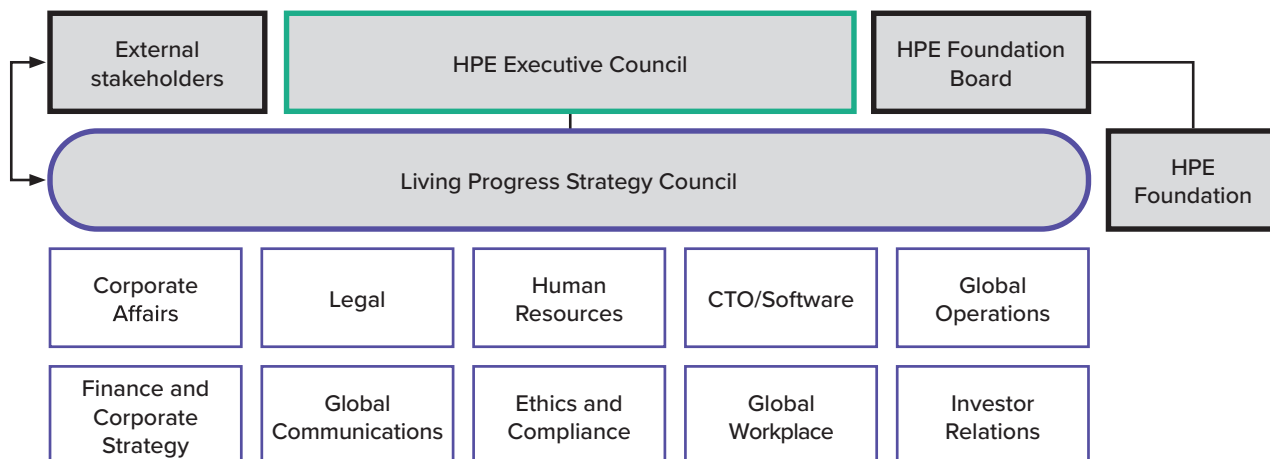 External
stakeholders
HPE Executive Council
HPE Foundation
Board
Living Progress Strategy Council
HPE
Foundation
Corporate
Affairs
Legal
Human
Resources
CTO/Software
Global
Operations
Finance and
Corporate
Strategy
Global
Communications
Ethics and
Compliance
Global
Workplace
Investor
Relations